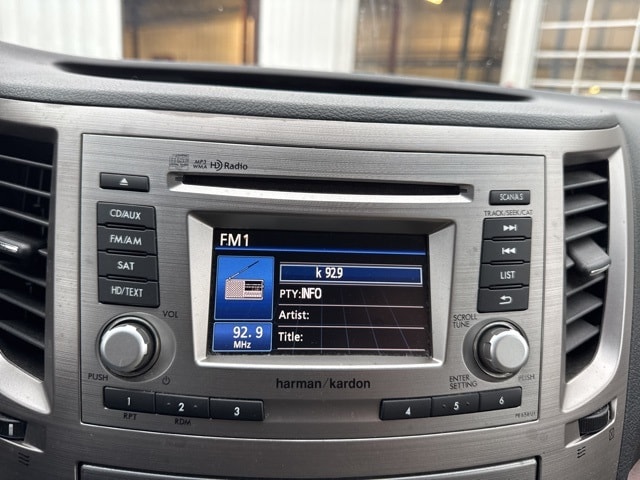 MP3
WMA HD Radio
CD/AUX
FM/AM
SAT
HD/TEXT
VOL
PUSH
FM1
k 92.9
PTY:INFO
Artist:
Title:
92.9
MHz
SCAN/AS
TRACK/SEEK/CAT
LIST
SCROLL
TUNE
ENTER
SETTING
PUSH
harman/kardon
1
2
3
4
5
6
RPT
RDM